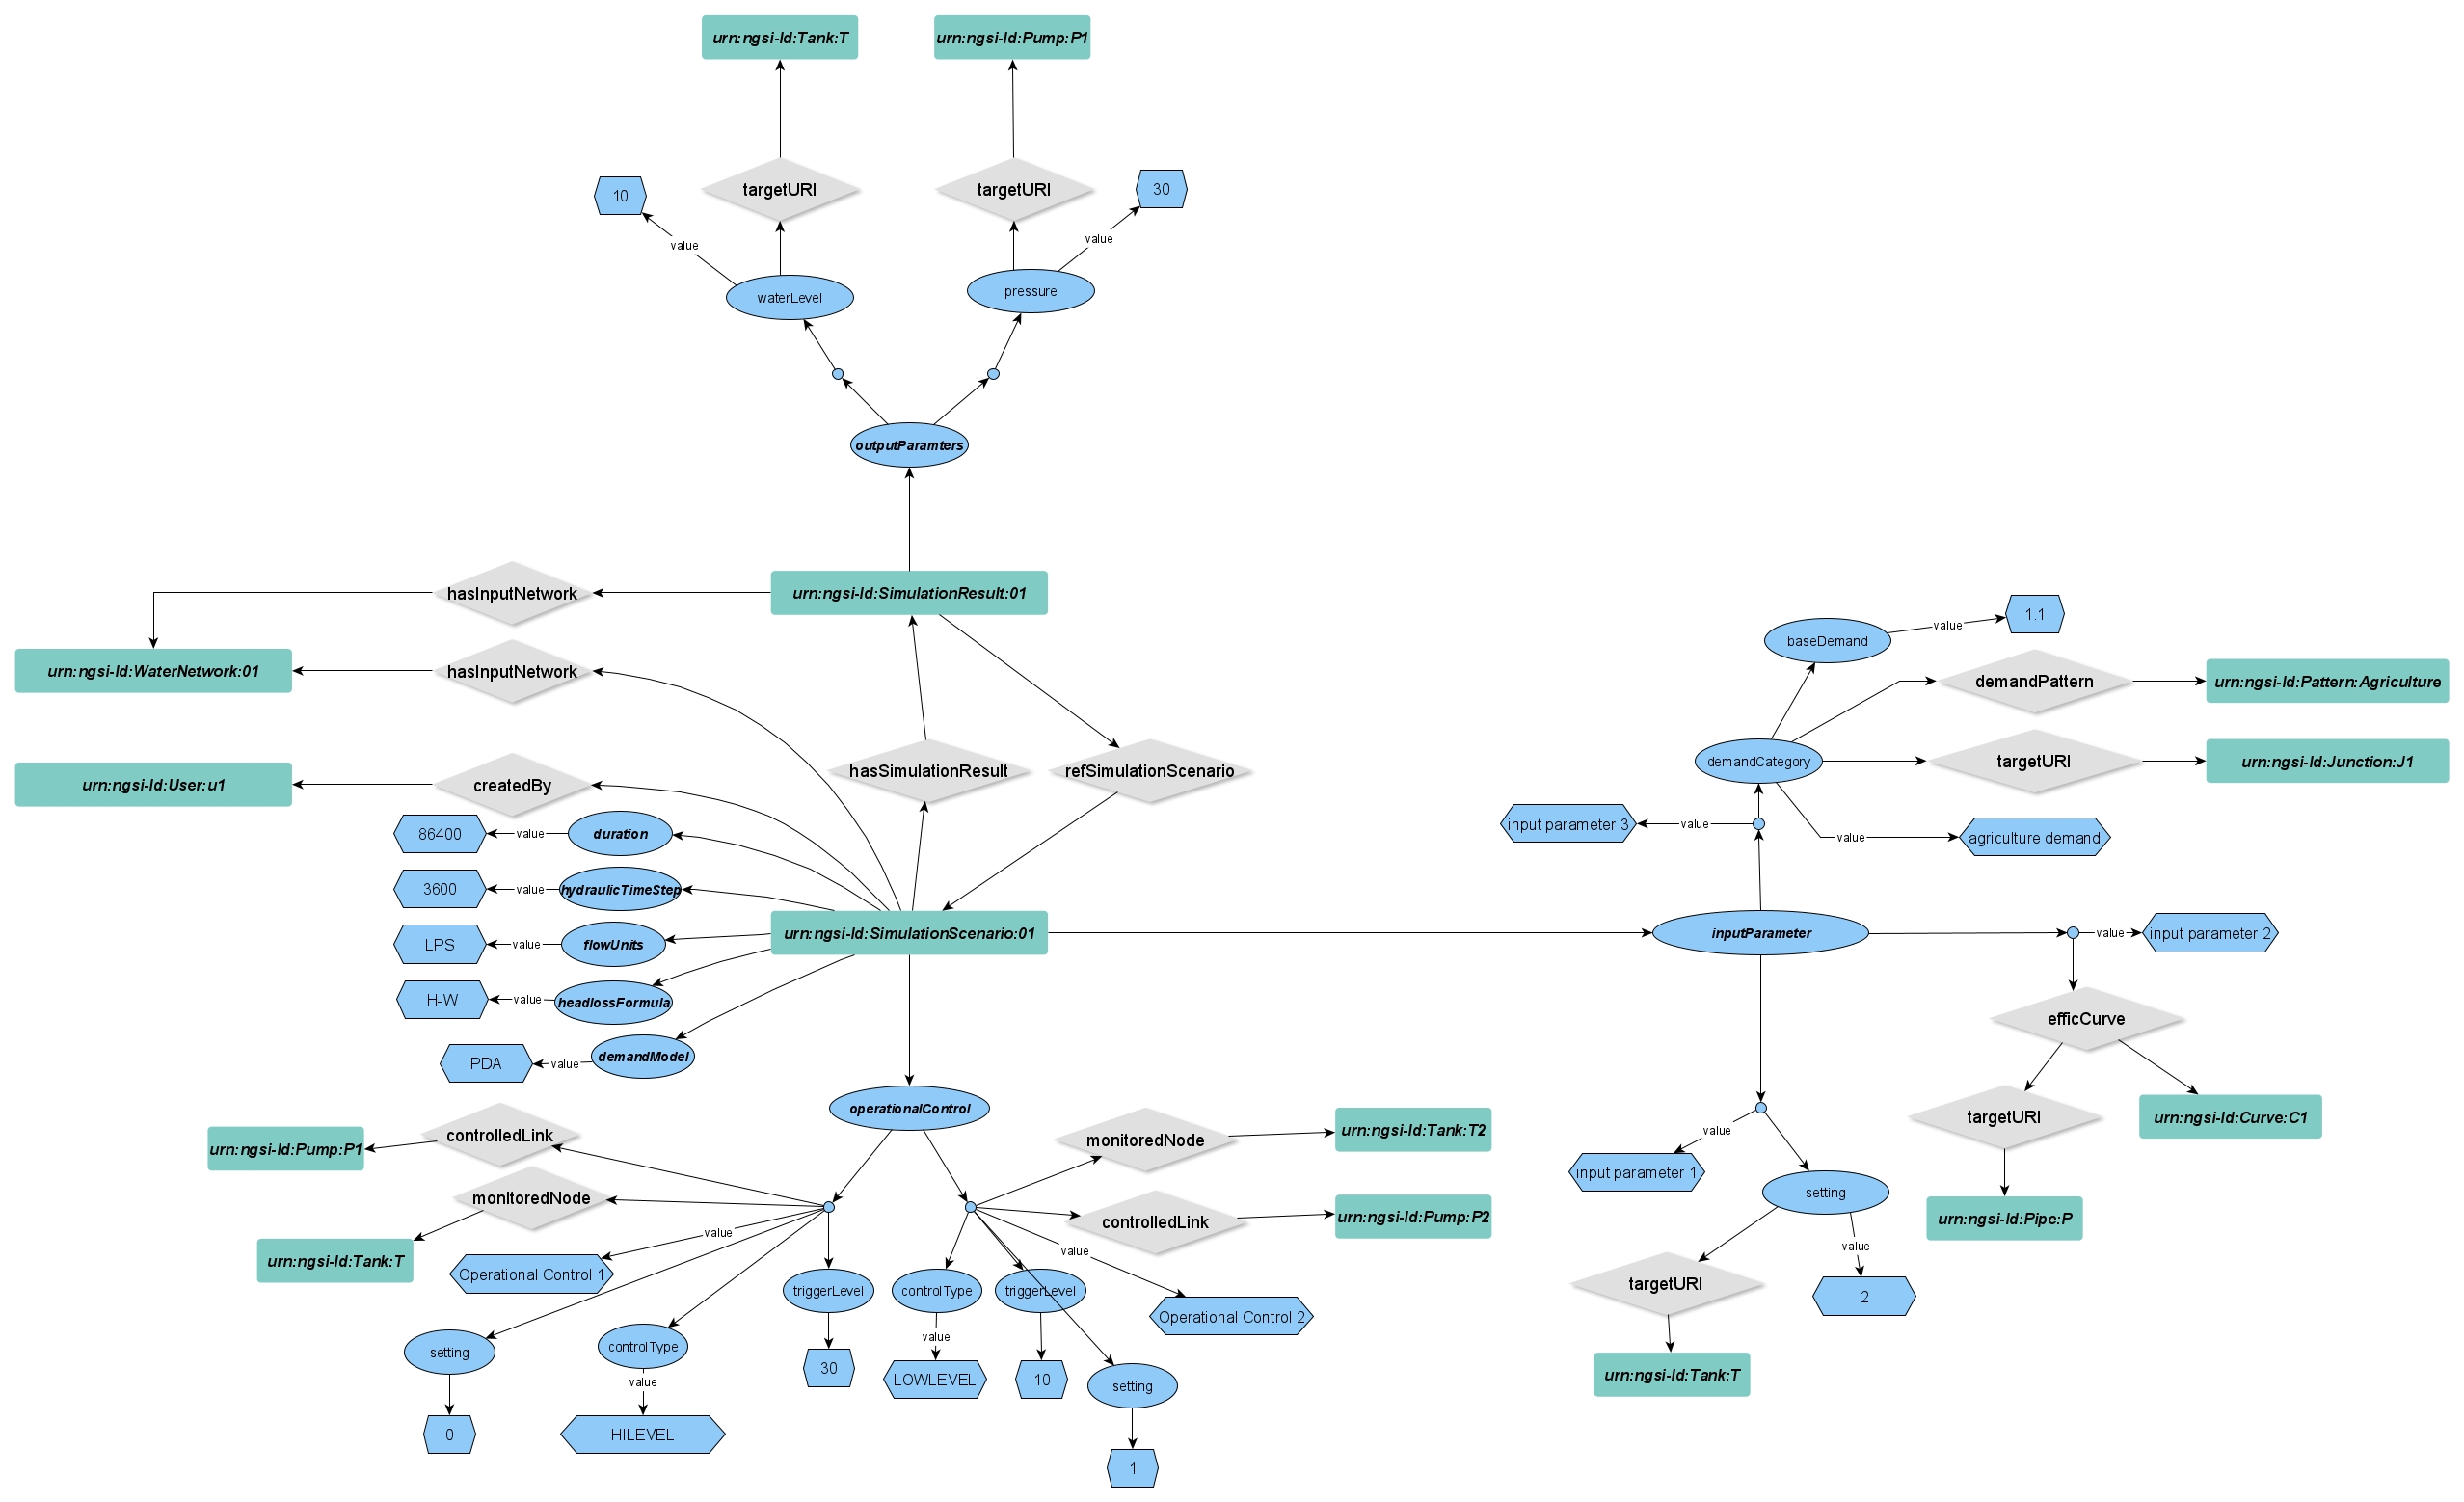 urn:ngsi-ld:Tank:T
urn:ngsi-ld:Pump:P1
targetURI
targetURI
10
30
value
value
waterLevel
pressure
outputParamters
hasInputNetwork
urn:ngsi-ld:SimulationResult:01
urn:ngsi-ld:WaterNetwork:01
hasInputNetwork
urn:ngsi-ld:User:u1
createdBy
hasSimulationResult
refSimulationScenario
86400
value
duration
3600
value
hydraulicTimeStep
LPS
value
flowUnits
urn:ngsi-ld:SimulationScenario:01
H-W
value
headlossFormula
PDA
value
demandModel
baseDemand
value
1.1
demandPattern
urn:ngsi-ld:Pattern:Agriculture
demandCategory
targetURI
urn:ngsi-ld:Junction:J1
input parameter 3
value
value
agriculture demand
inputParameter
value
input parameter 2
efficCurve
targetURI
urn:ngsi-ld:Curve:C1
urn:ngsi-ld:Pipe:P
value
input parameter 1
setting
value
targetURI
2
urn:ngsi-ld:Tank:T
operationalControl
urn:ngsi-ld:Pump:P1
controlledLink
monitoredNode
urn:ngsi-ld:Tank:T
value
Operational Control 1
setting
0
controlType
value
HILEVEL
triggerLevel
30
monitoredNode
urn:ngsi-ld:Tank:T2
controlledLink
urn:ngsi-ld:Pump:P2
value
Operational Control 2
controlType
value
LOWLEVEL
triggerLevel
10
setting
1